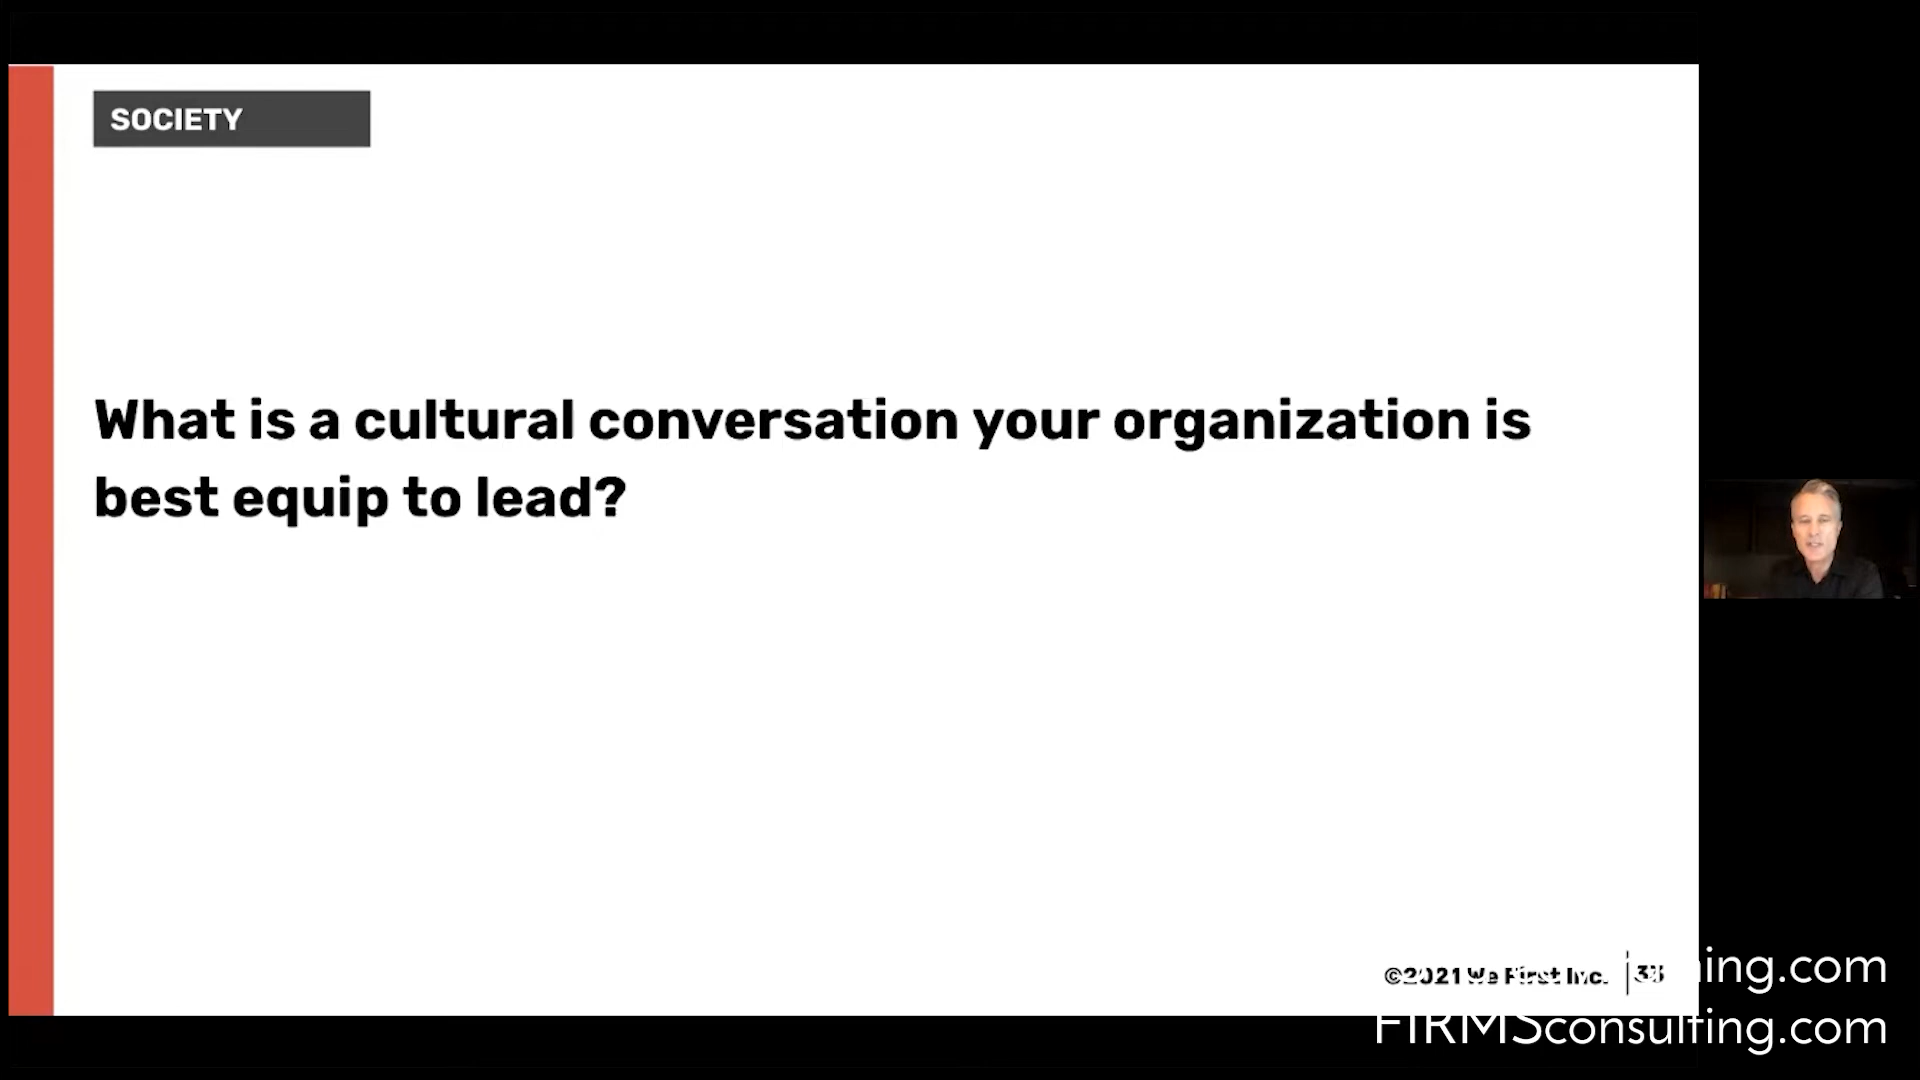 SOCIETY
What is a cultural conversation your organization is
best equip to lead?
©2021 We First Inc.
ing.com
FIRMSconsulting.com